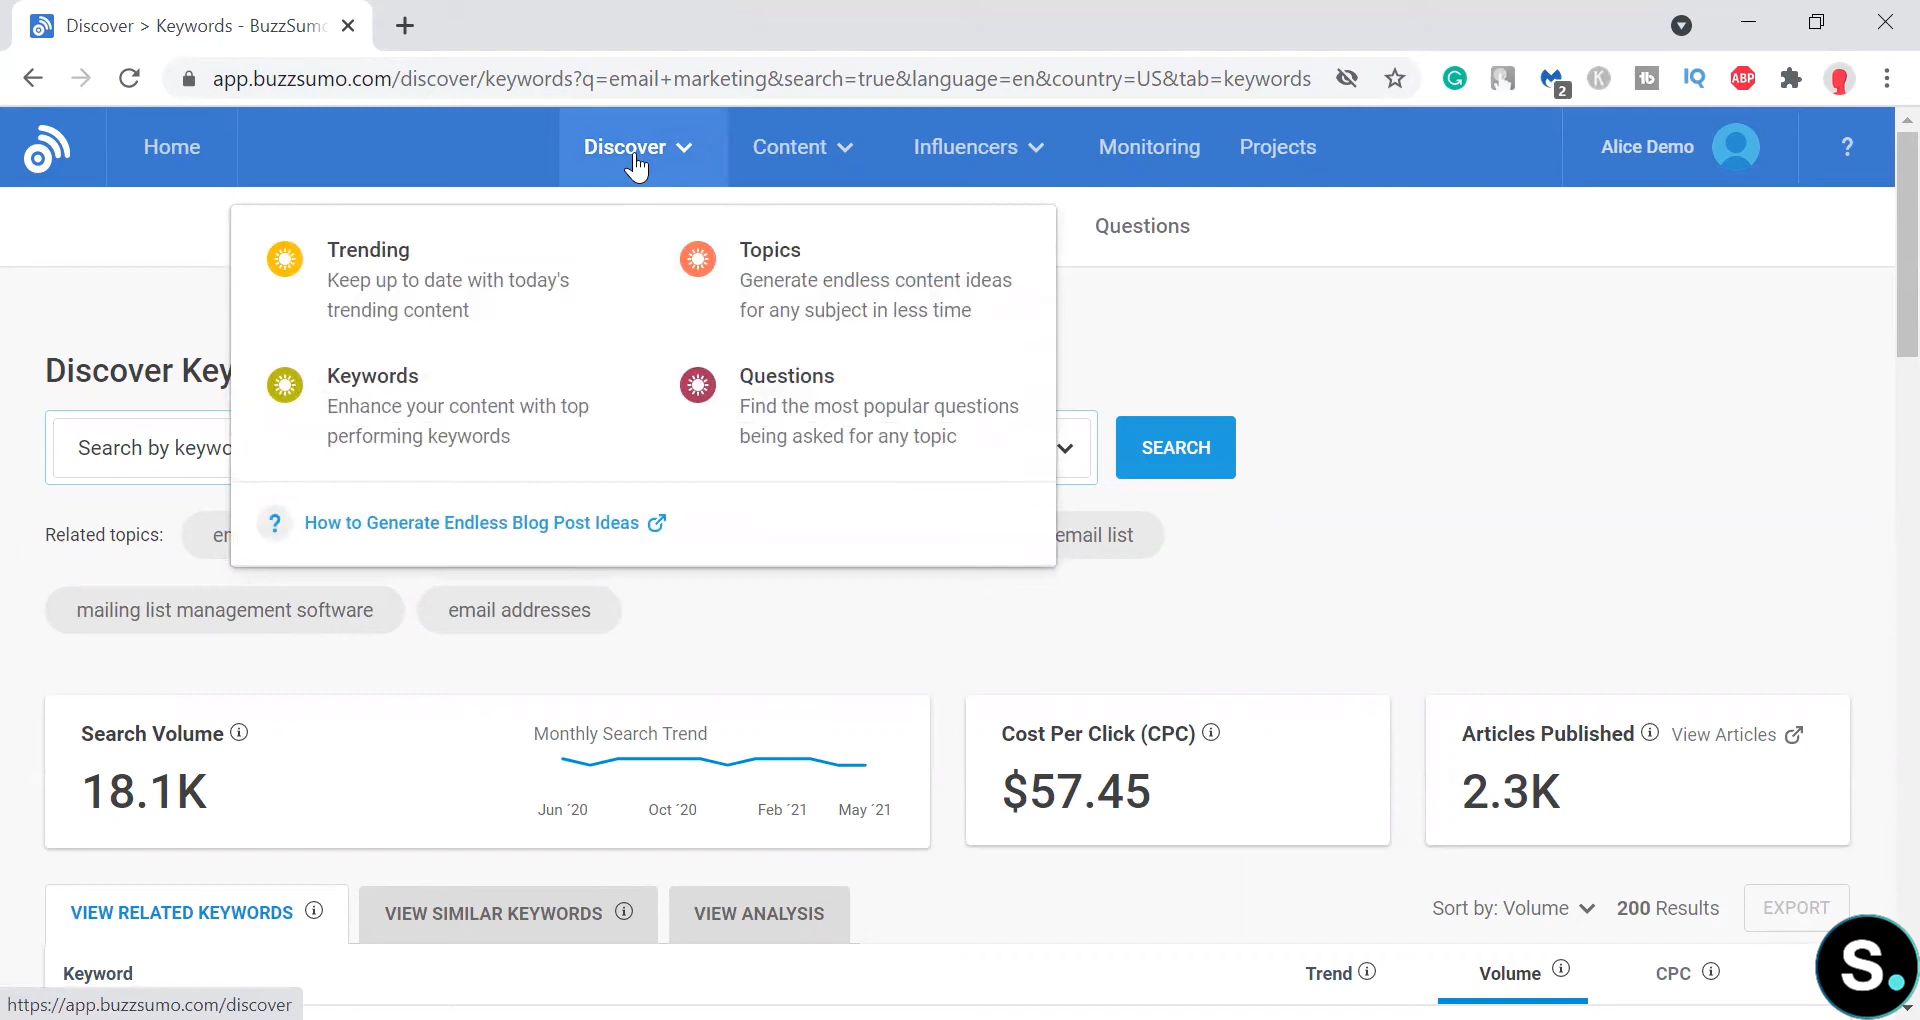 Discover > Keywords - BuzzSum
app.buzzsumo.com/discover/keywords?q=email+marketing&search=true&language=en&country=US&tab=keywords
G
2
K
tb
IQ
ABP
Home
Discover
Content
Influencers
Monitoring
Projects
Alice Demo
?
Questions
Trending
Keep up to date with today's
trending content
Topics
Generate endless content ideas
for any subject in less time
Keywords
Enhance your content with top
performing keywords
Questions
Find the most popular questions
being asked for any topic
? How to Generate Endless Blog Post Ideas
Discover Key
Search by keywo
SEARCH
Related topics:
er
email list
mailing list management software
email addresses
Search Volume
18.1K
Monthly Search Trend
Jun ´20 Oct ´20 Feb ´21 May ´21
Cost Per Click (CPC)
$57.45
Articles Published View Articles
2.3K
VIEW RELATED KEYWORDS
VIEW SIMILAR KEYWORDS
VIEW ANALYSIS
Sort by: Volume
200 Results
EXPORT
Keyword
Trend
Volume
CPC
S.
https://app.buzzsumo.com/discover